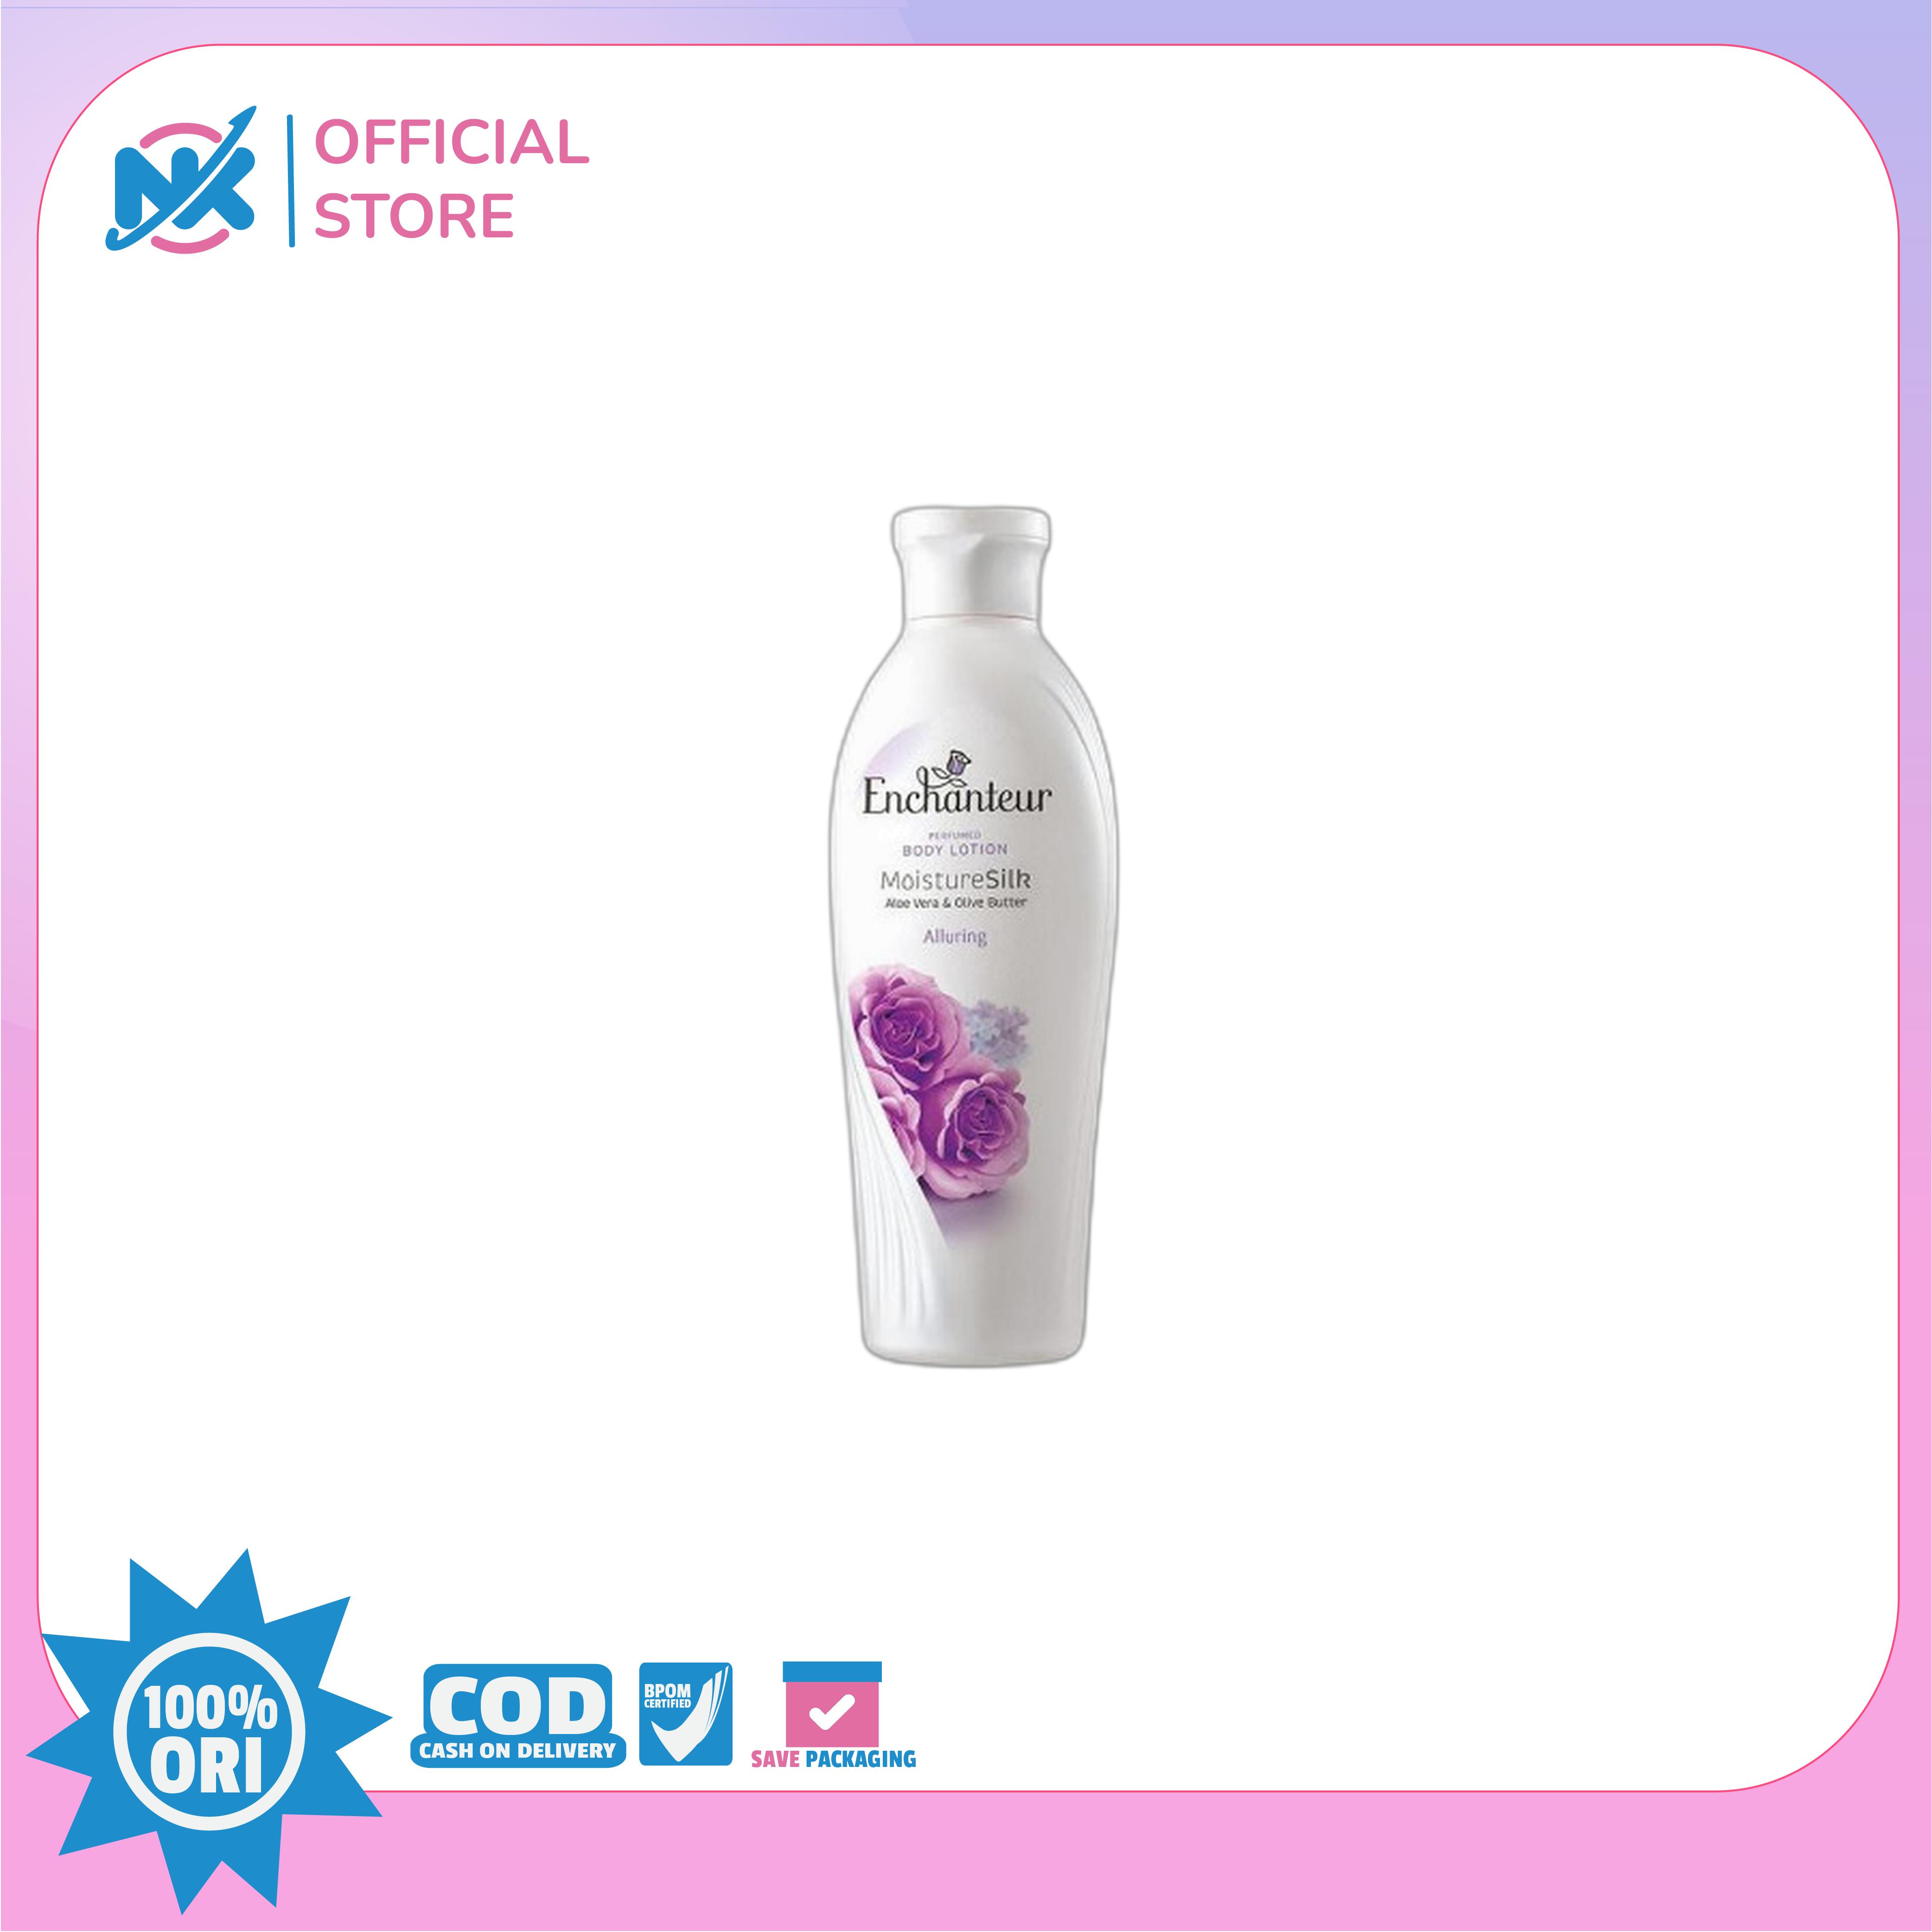 NK
OFFICIAL
STORE
Enchanteur
PERFUMED
BODY LOTION
MoistureSilk
Aloe Vera & Olive Butter
Alluring
100%
ORI
COD
CASH ON DELIVERY
BPOM
CERTIFIED
SAVE PACKAGING